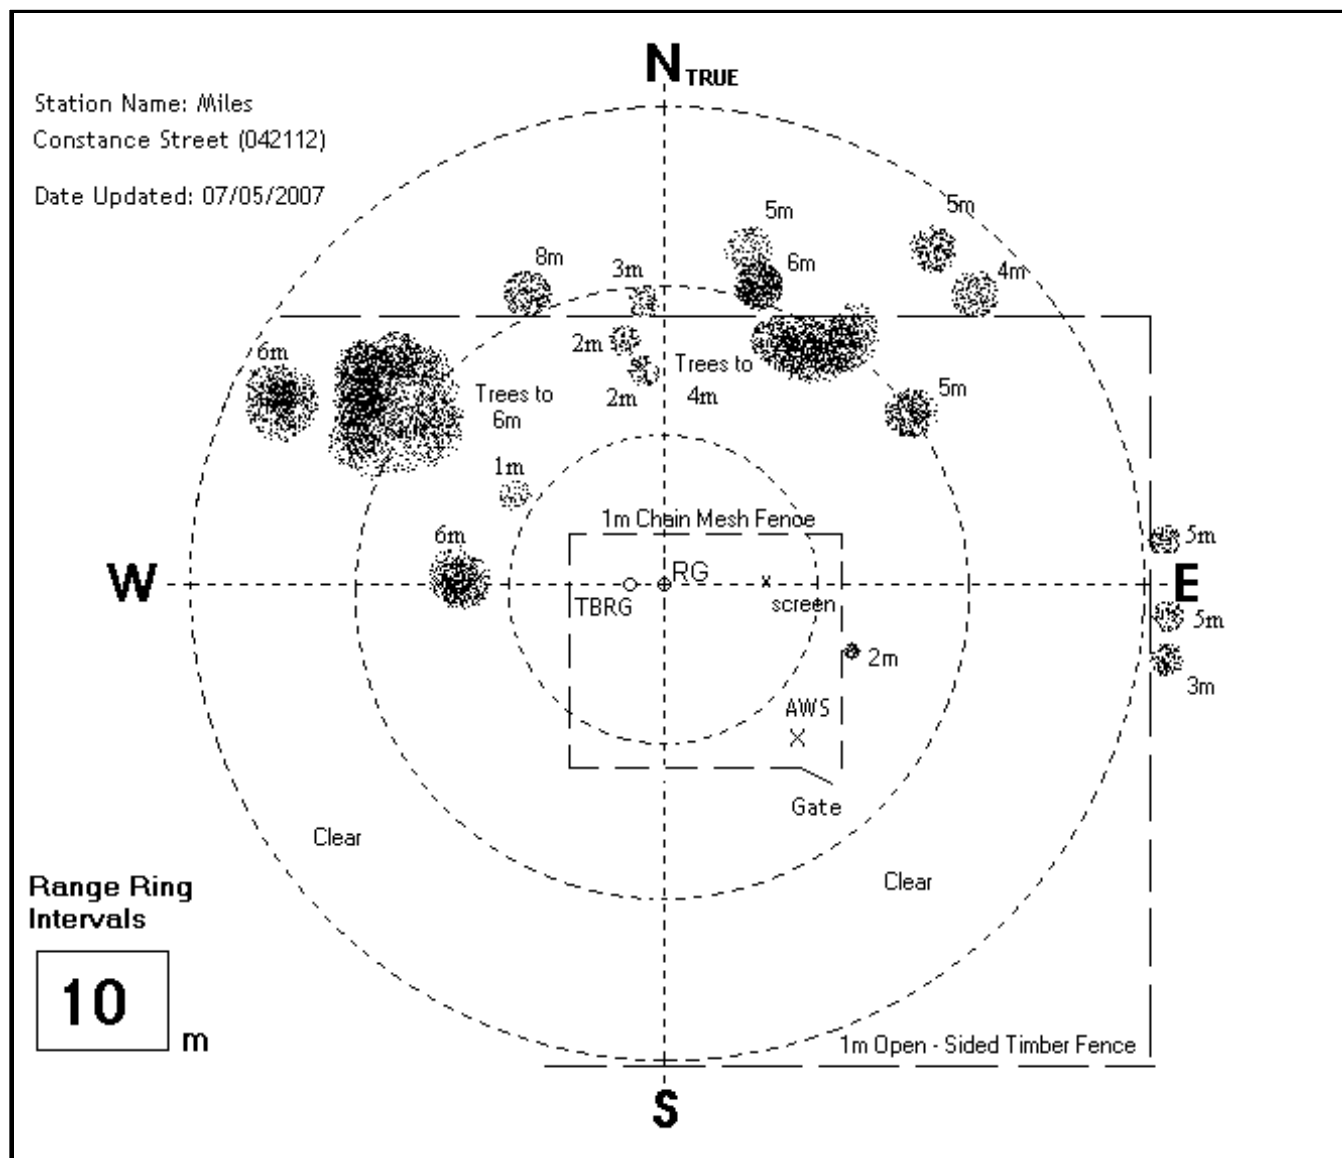 N TRUE
Station Name: Miles
Constance Street (042112)
Date Updated: 07/05/2007
5m
5m
8m
3m
6m
4m
6m
2m
Trees to
4m
Trees to
6m
2m
5m
1m
1m Chain Mesh Fence
6m
5m
W
RG
E
TBRG
screen
5m
2m
3m
AWS
Gate
Clear
Clear
Range Ring
Intervals
10
m
1m Open - Sided Timber Fence
S